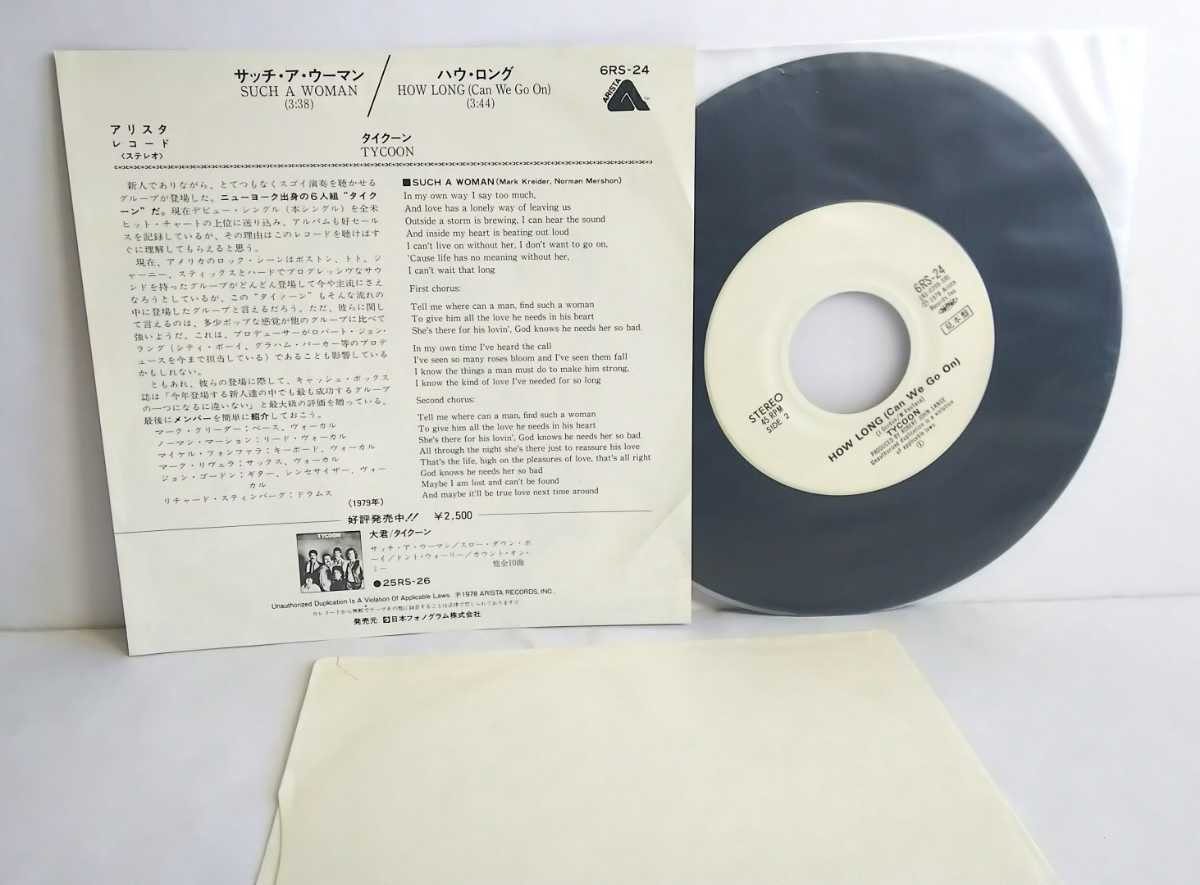 サッチ・ア・ウーマン
SUCH A WOMAN
(3:38)
ハウ・ロング
HOW LONG (Can We Go On)
(3:44)
6RS-24
ARISTA
アリスタ
レコード
〈ステレオ〉
タイクーン
TYCOON
新人でありながら、とてつもなくスゴイ演奏を聴かせる
グループが登場した。ニューヨーク出身の6人組“タイク
ーン”だ。現在デビュー・シングル(本シングル)を全米
ヒット・チャートの上位に送り込み、アルバムも好セール
スを記録しているが、その理由はこのレコードを聴けばす
ぐに理解してもらえると思う。
現在、アメリカのロック・シーンはボストン、トト、ジ
ャーニー、スティックスとハードでプログレッシヴなサウ
ンドを持ったグループがどんどん登場して今や主流にさえ
なろうとしているが、この“タイクーン”もそんな流れの
中に登場したグループと言えるだろう。ただ、彼らに関し
て言えるのは、多少ポップな感覚が他のグループに比べて
強いようだ。これは、プロデューサーがロバート・ジョン・
ラング(シティ・ボーイ、グラハム・パーカー等のプロデ
ュースを今まで担当している)であることも影響している
かもしれない。
ともあれ、彼らの登場に際して、キャッシュ・ボックス
誌は「今年登場する新人達の中でも最も成功するグループ
の一つになるに違いない」と最大級の評価を贈っている。
最後にメンバーを簡単に紹介しておこう。
マーク・クリーダー：ベース、ヴォーカル
ノーマン・マーション：リード・ヴォーカル
マイケル・フォンファラ：キーボード、ヴォーカル
マーク・リヴェラ：サックス、ヴォーカル
ジョン・ゴードン：ギター、シンセサイザー、ヴォー
カル
リチャード・スティンバーグ：ドラムス
(1979年)
■SUCH A WOMAN (Mark Kreider, Norman Mershon)
In my own way I say too much,
And love has a lonely way of leaving us
Outside a storm is brewing, I can hear the sound
And inside my heart is beating out loud
I can't live on without her, I don't want to go on,
'Cause life has no meaning without her,
I can't wait that long
First chorus:
Tell me where can a man, find such a woman
To give him all the love he needs in his heart
She's there for his lovin', God knows he needs her so bad
In my own time I've heard the call
I've seen so many roses bloom and I've seen them fall
I know the things a man must do to make him strong,
I know the kind of love I've needed for so long
Second chorus:
Tell me where can a man, find such a woman
To give him all the love he needs in his heart
She's there for his lovin', God knows he needs her so bad
All through the night she's there just to reassure his love
That's the life, high on the pleasures of love, that's all right
God knows he needs her so bad
Maybe I am lost and can't be found
And maybe it'll be true love next time around
好評発売中!! ￥2,500
TYCOON
大君/タイクーン
サッチ・ア・ウーマン/スロー・ダウン・ボ
ーイ/ドント・ウォーリー/カウント・オン・
ミー
他全10曲
●25RS-26
Unauthorized Duplication Is A Violation Of Applicable Laws. ℗1978 ARISTA RECORDS, INC.
発売元 日本フォノグラム株式会社
6RS-24
℗ 1978 Arista
Records Inc.
見本盤
STEREO
45 RPM
SIDE 2
HOW LONG (Can We Go On)
TYCOON
PRODUCED BY ROBERT JOHN LANGE
Unauthorized duplication is a violation
of applicable laws.